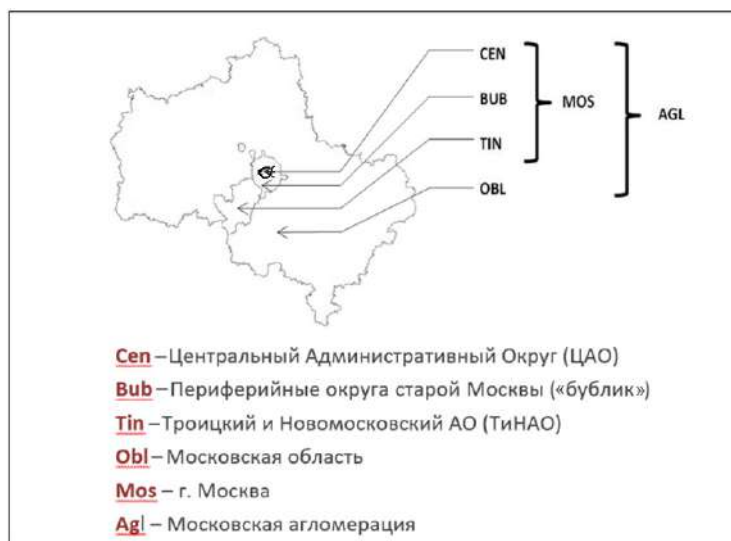 CEN
BUB
MOS
AGL
TIN
OBL
Cen – Центральный Административный Округ (ЦАО)
Bub – Периферийные округа старой Москвы («бублик»)
Tin – Троицкий и Новомосковский АО (ТиНАО)
Obl – Московская область
Mos – г. Москва
Agl – Московская агломерация